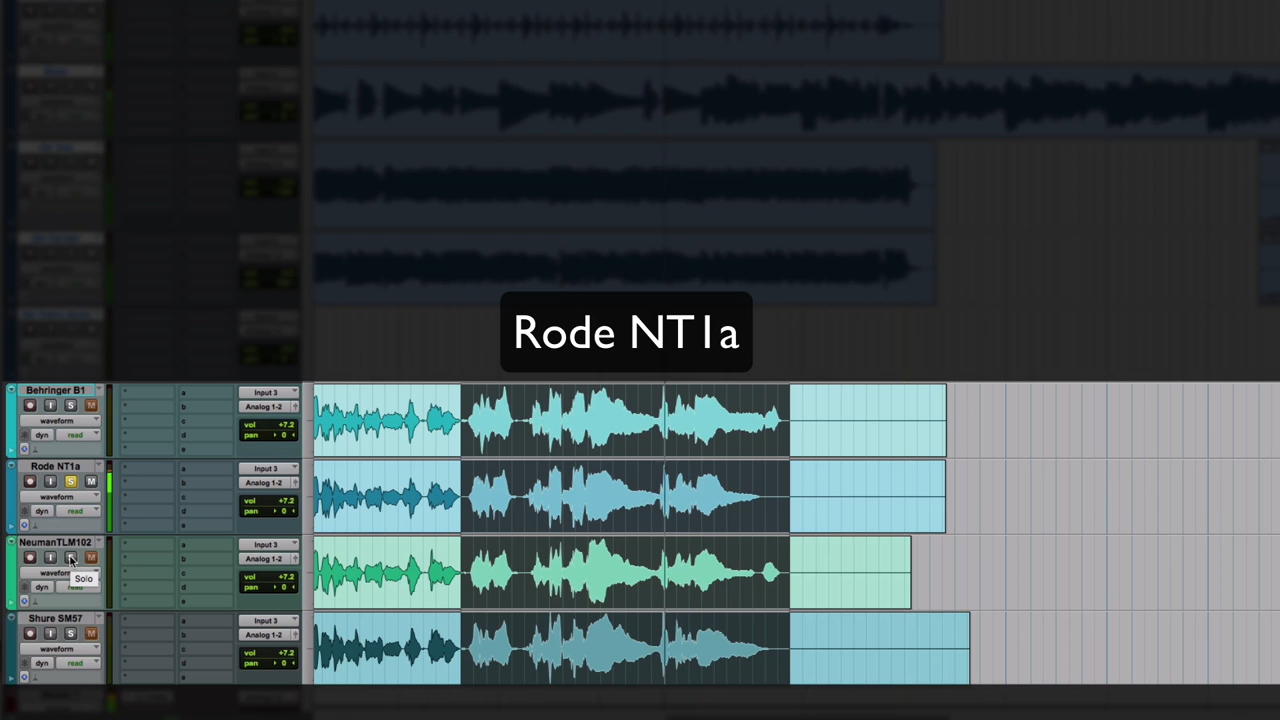 Rode NT1a
Behringer B1
I S M
waveform
dyn read
a
b
c
d
e
Input 3
Analog 1-2
vol +7.2
pan 0
Rode NT1a
I S M
waveform
dyn read
a
b
c
d
e
Input 3
Analog 1-2
vol +7.2
pan 0
NeumanTLM102
I S M
waveform
Solo
dyn read
a
b
c
d
e
Input 3
Analog 1-2
vol +7.2
pan 0
Shure SM57
I S M
waveform
dyn read
a
b
c
d
e
Input 3
Analog 1-2
vol +7.2
pan 0